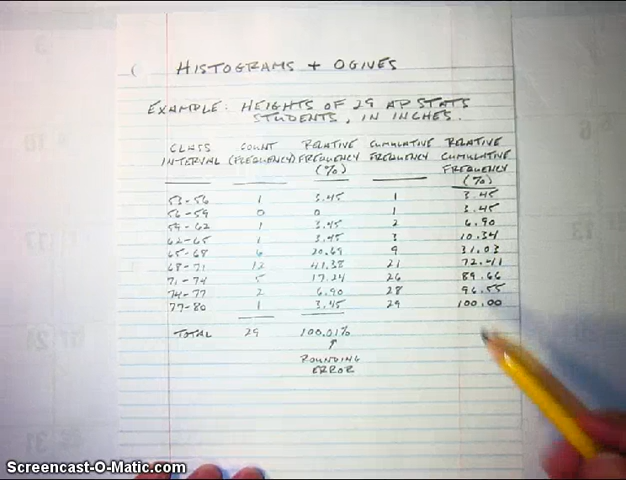 HISTOGRAMS + OGIVES
EXAMPLE: HEIGHTS OF 29 AP STATS
STUDENTS, IN INCHES.
CLASS COUNT RELATIVE CUMULATIVE RELATIVE
INTERVAL (FREQUENCY) FREQUENCY FREQUENCY CUMULATIVE
(%) FREQUENCY
(%)
53-56 1 3.45 1 3.45
56-59 0 0 1 3.45
59-62 1 3.45 2 6.90
62-65 1 3.45 3 10.34
65-68 6 20.69 9 31.03
68-71 12 41.38 21 72.41
71-74 5 17.24 26 89.66
74-77 2 6.90 28 96.55
77-80 1 3.45 29 100.00
TOTAL 29 100.01%
ROUNDING
ERROR
Screencast-O-Matic.com